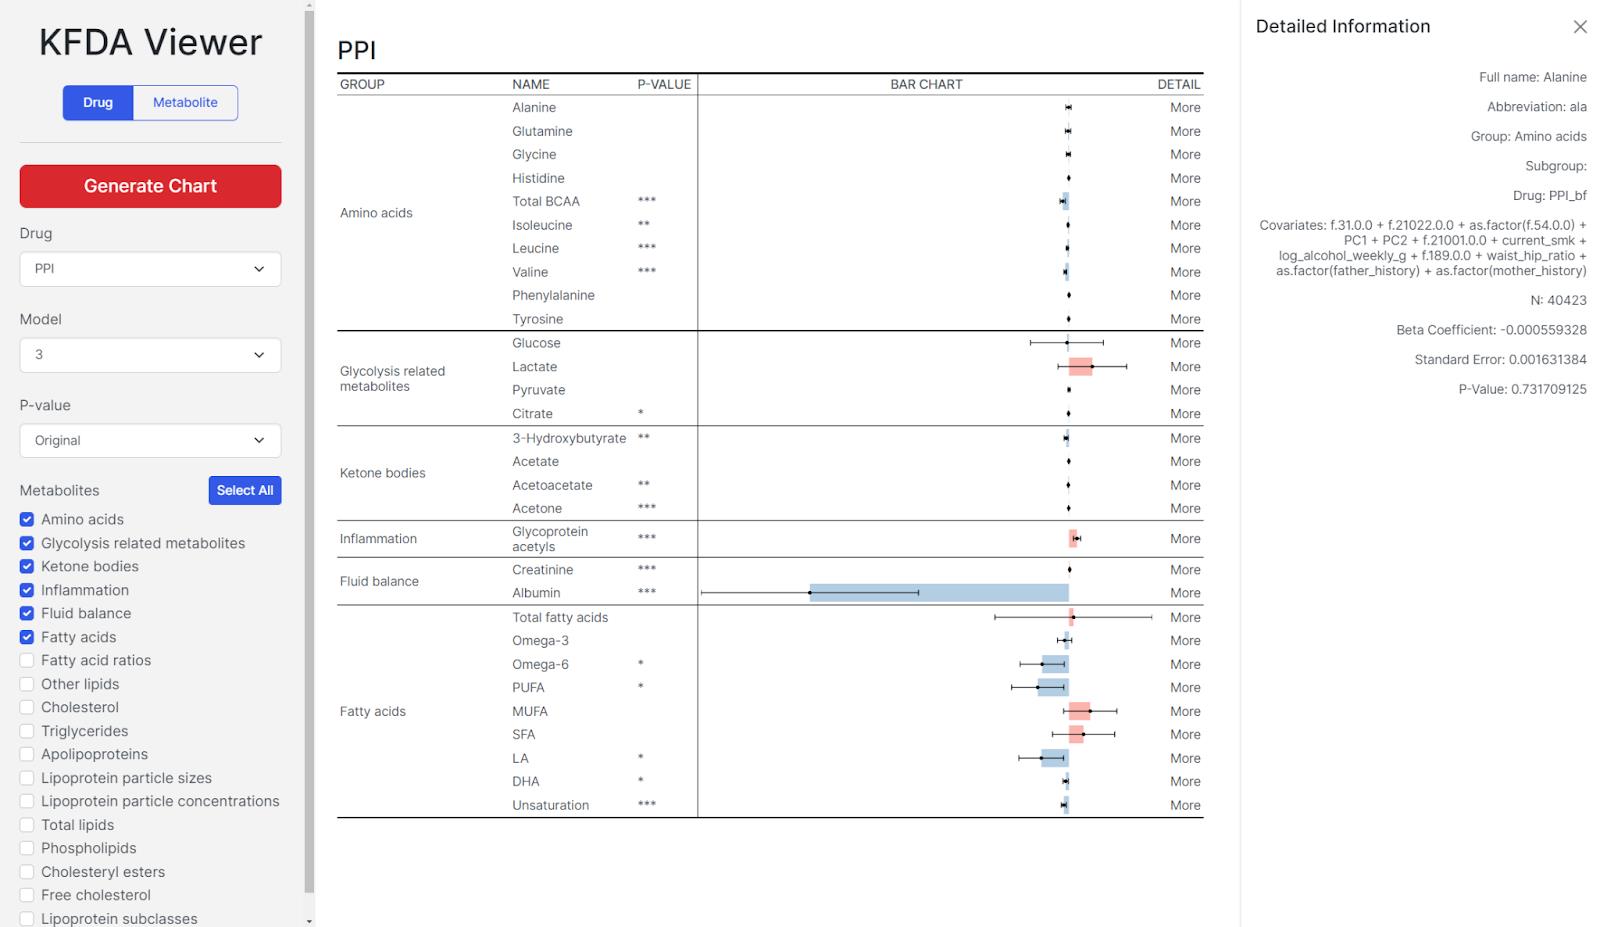 KFDA Viewer
Drug
Metabolite
Generate Chart
Drug
PPI
Model
3
P-value
Original
Metabolites
Select All
Amino acids
Glycolysis related metabolites
Ketone bodies
Inflammation
Fluid balance
Fatty acids
Fatty acid ratios
Other lipids
Cholesterol
Triglycerides
Apolipoproteins
Lipoprotein particle sizes
Lipoprotein particle concentrations
Total lipids
Phospholipids
Cholesteryl esters
Free cholesterol
Lipoprotein subclasses
PPI
GROUP NAME P-VALUE BAR CHART DETAIL
Amino acids
Alanine More
Glutamine More
Glycine More
Histidine More
Total BCAA *** More
Isoleucine ** More
Leucine *** More
Valine *** More
Phenylalanine More
Tyrosine More
Glycolysis related
metabolites
Glucose More
Lactate More
Pyruvate More
Citrate * More
Ketone bodies
3-Hydroxybutyrate ** More
Acetate More
Acetoacetate ** More
Acetone *** More
Inflammation
Glycoprotein
acetyls *** More
Fluid balance
Creatinine *** More
Albumin *** More
Fatty acids
Total fatty acids More
Omega-3 More
Omega-6 * More
PUFA * More
MUFA More
SFA More
LA * More
DHA * More
Unsaturation *** More
Detailed Information
Full name: Alanine
Abbreviation: ala
Group: Amino acids
Subgroup:
Drug: PPI_bf
Covariates: f.31.0.0 + f.21022.0.0 + as.factor(f.54.0.0) +
PC1 + PC2 + f.21001.0.0 + current_smk +
log_alcohol_weekly_g + f.189.0.0 + waist_hip_ratio +
as.factor(father_history) + as.factor(mother_history)
N: 40423
Beta Coefficient: -0.000559328
Standard Error: 0.001631384
P-Value: 0.731709125